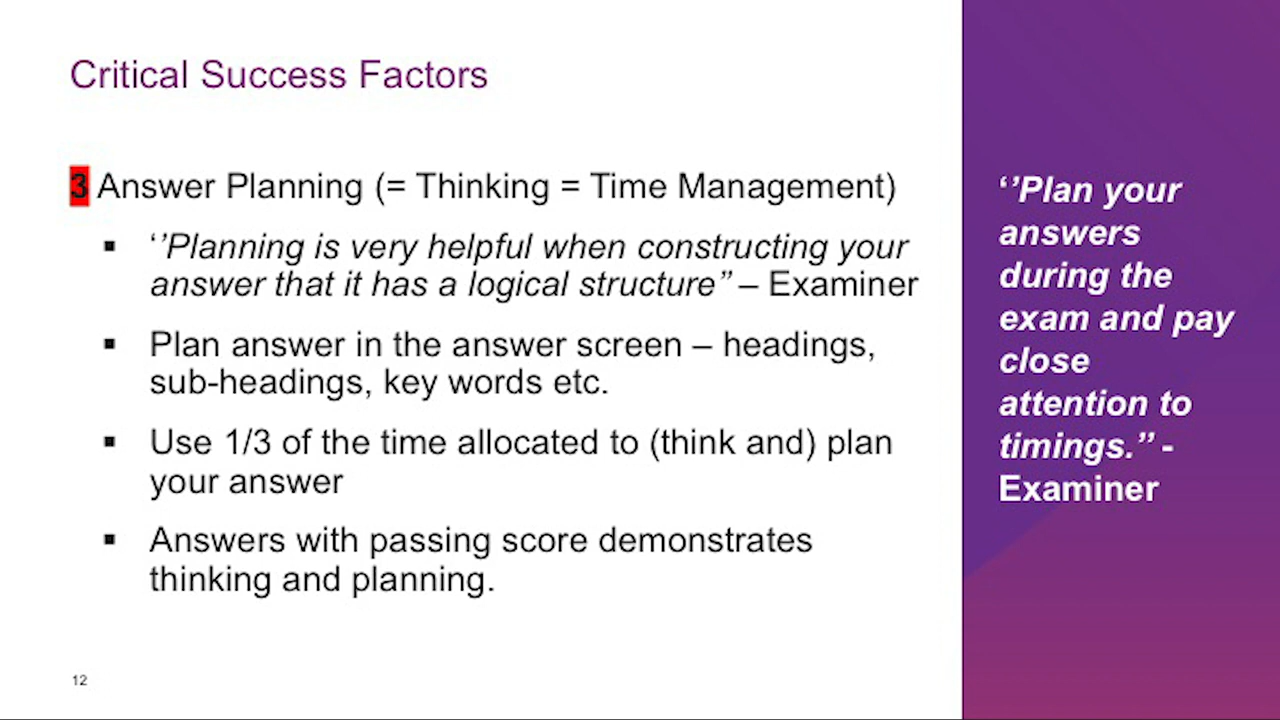 Critical Success Factors
3 Answer Planning (= Thinking = Time Management)
▪ ‘’Planning is very helpful when constructing your
answer that it has a logical structure’’ – Examiner
▪ Plan answer in the answer screen – headings,
sub-headings, key words etc.
▪ Use 1/3 of the time allocated to (think and) plan
your answer
▪ Answers with passing score demonstrates
thinking and planning.
12
‘’Plan your
answers
during the
exam and pay
close
attention to
timings.’’ -
Examiner